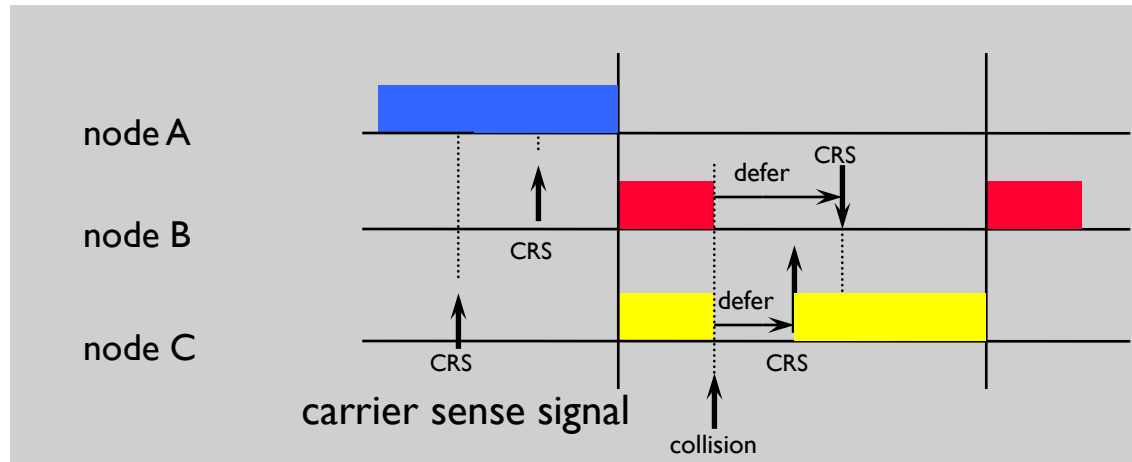 node A
CRS
defer
node B
CRS
defer
node C
CRS
CRS
carrier sense signal
collision